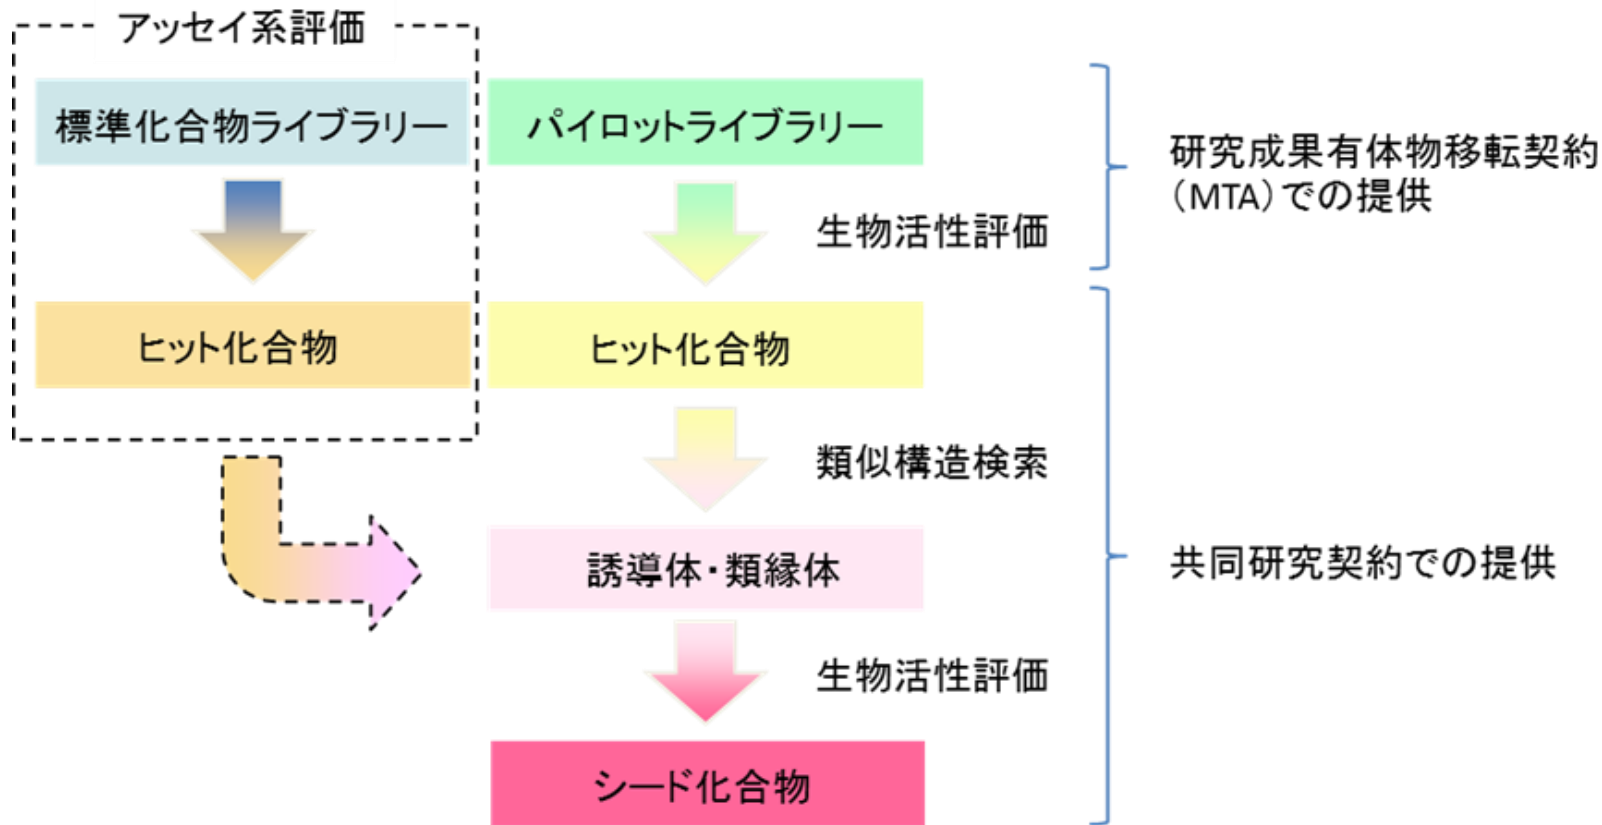 アッセイ系評価
標準化合物ライブラリー
パイロットライブラリー
研究成果有体物移転契約
(MTA)での提供
生物活性評価
ヒット化合物
ヒット化合物
類似構造検索
誘導体・類縁体
共同研究契約での提供
生物活性評価
シード化合物